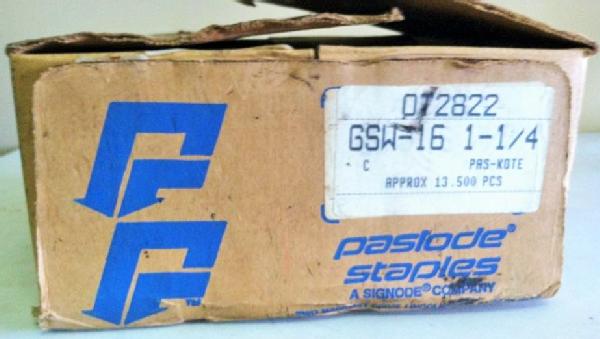 072822
GSW-16 1-1/4
C PAS-KOTE
APPROX 13.500 PCS
paslode®
staples
A SIGNODE® COMPANY